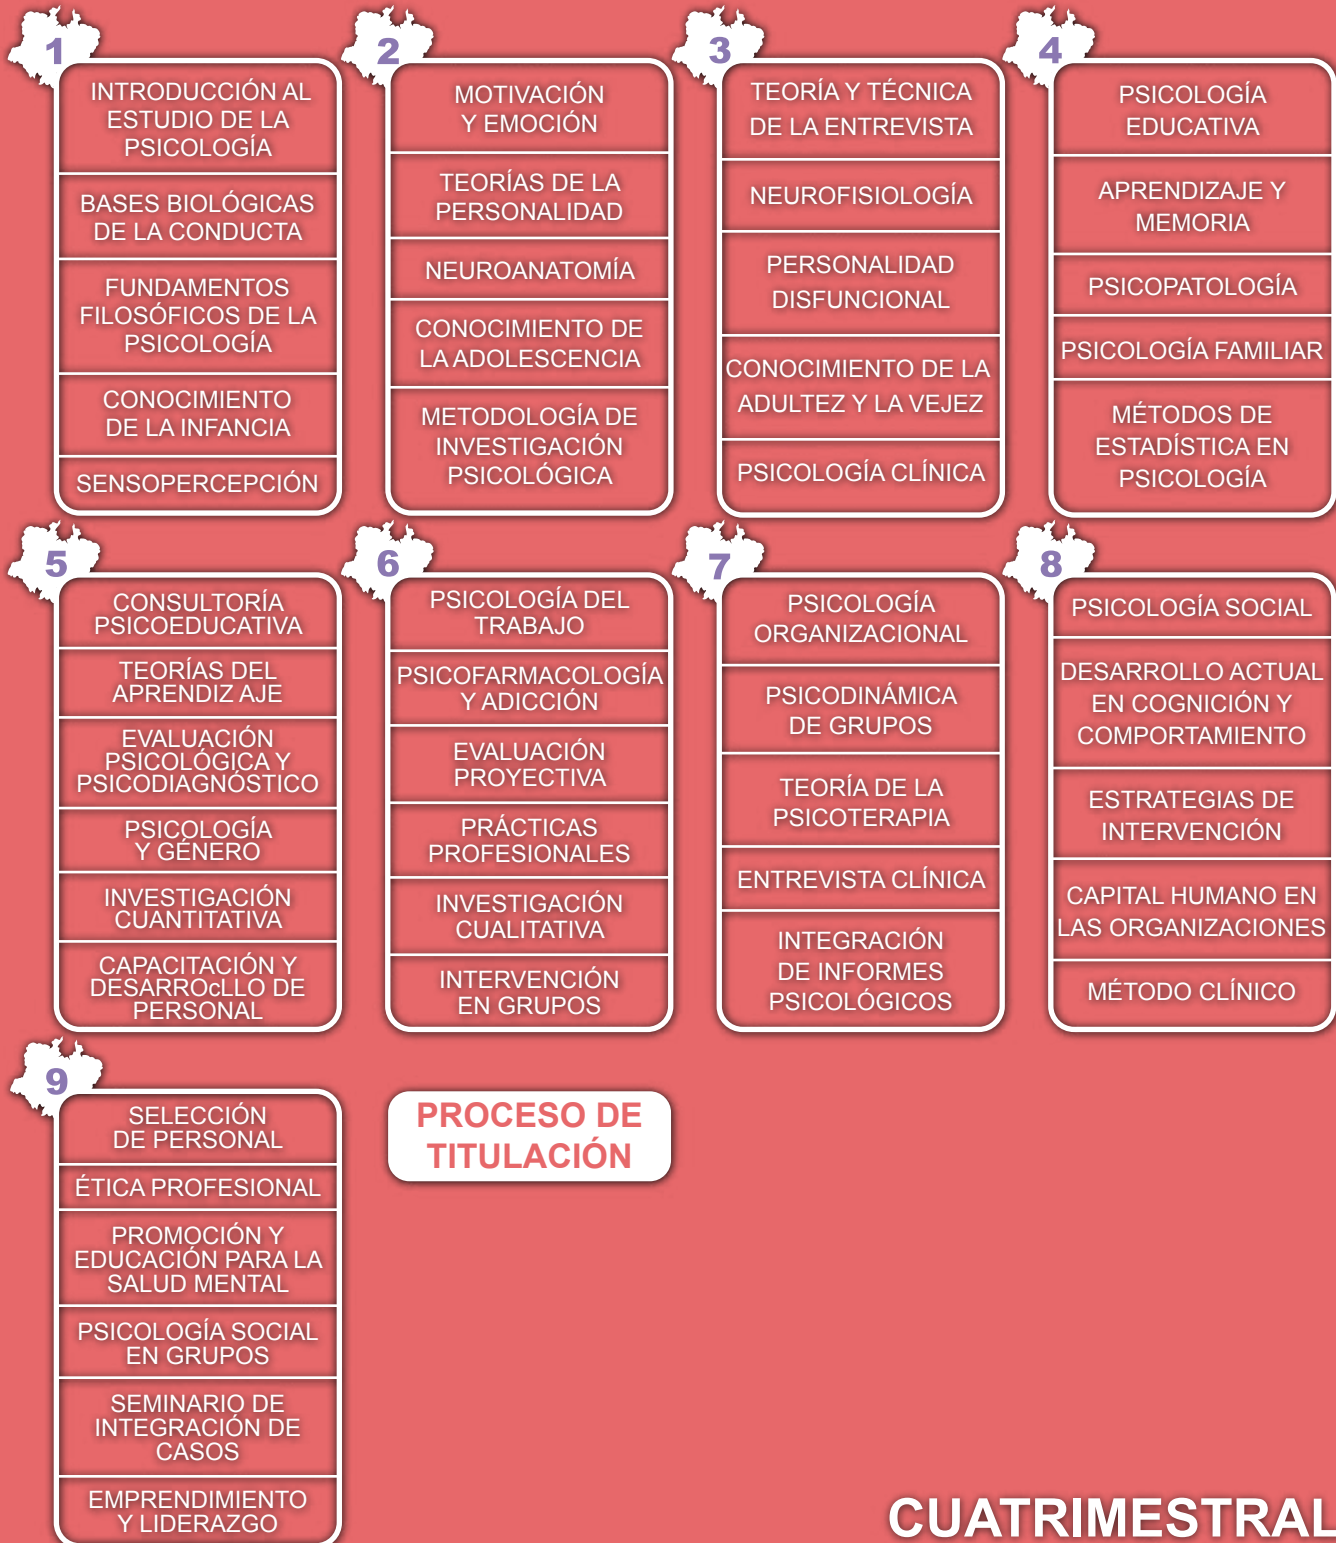 1
INTRODUCCIÓN AL
ESTUDIO DE LA
PSICOLOGÍA
BASES BIOLÓGICAS
DE LA CONDUCTA
FUNDAMENTOS
FILOSÓFICOS DE LA
PSICOLOGÍA
CONOCIMIENTO
DE LA INFANCIA
SENSOPERCEPCIÓN
2
MOTIVACIÓN
Y EMOCIÓN
TEORÍAS DE LA
PERSONALIDAD
NEUROANATOMÍA
CONOCIMIENTO DE
LA ADOLESCENCIA
METODOLOGÍA DE
INVESTIGACIÓN
PSICOLÓGICA
3
TEORÍA Y TÉCNICA
DE LA ENTREVISTA
NEUROFISIOLOGÍA
PERSONALIDAD
DISFUNCIONAL
CONOCIMIENTO DE LA
ADULTEZ Y LA VEJEZ
PSICOLOGÍA CLÍNICA
4
PSICOLOGÍA
EDUCATIVA
APRENDIZAJE Y
MEMORIA
PSICOPATOLOGÍA
PSICOLOGÍA FAMILIAR
MÉTODOS DE
ESTADÍSTICA EN
PSICOLOGÍA
5
CONSULTORÍA
PSICOEDUCATIVA
TEORÍAS DEL
APRENDIZ AJE
EVALUACIÓN
PSICOLÓGICA Y
PSICODIAGNÓSTICO
PSICOLOGÍA
Y GÉNERO
INVESTIGACIÓN
CUANTITATIVA
CAPACITACIÓN Y
DESARROcLLO DE
PERSONAL
6
PSICOLOGÍA DEL
TRABAJO
PSICOFARMACOLOGÍA
Y ADICCIÓN
EVALUACIÓN
PROYECTIVA
PRÁCTICAS
PROFESIONALES
INVESTIGACIÓN
CUALITATIVA
INTERVENCIÓN
EN GRUPOS
7
PSICOLOGÍA
ORGANIZACIONAL
PSICODINÁMICA
DE GRUPOS
TEORÍA DE LA
PSICOTERAPIA
ENTREVISTA CLÍNICA
INTEGRACIÓN
DE INFORMES
PSICOLÓGICOS
8
PSICOLOGÍA SOCIAL
DESARROLLO ACTUAL
EN COGNICIÓN Y
COMPORTAMIENTO
ESTRATEGIAS DE
INTERVENCIÓN
CAPITAL HUMANO EN
LAS ORGANIZACIONES
MÉTODO CLÍNICO
9
SELECCIÓN
DE PERSONAL
ÉTICA PROFESIONAL
PROMOCIÓN Y
EDUCACIÓN PARA LA
SALUD MENTAL
PSICOLOGÍA SOCIAL
EN GRUPOS
SEMINARIO DE
INTEGRACIÓN DE
CASOS
EMPRENDIMIENTO
Y LIDERAZGO
PROCESO DE
TITULACIÓN
CUATRIMESTRAL